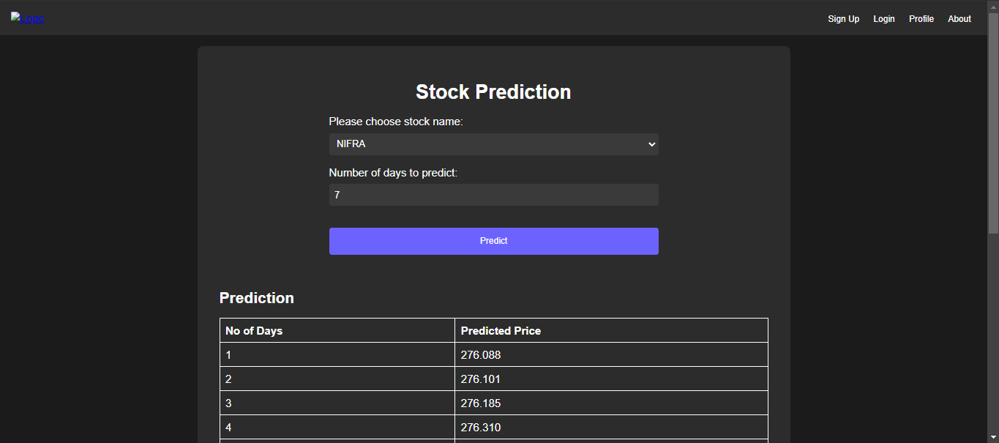 Logo Sign Up Login Profile About
Stock Prediction
Please choose stock name:
NIFRA
Number of days to predict:
7
Predict
Prediction
No of Days Predicted Price
1 276.088
2 276.101
3 276.185
4 276.310